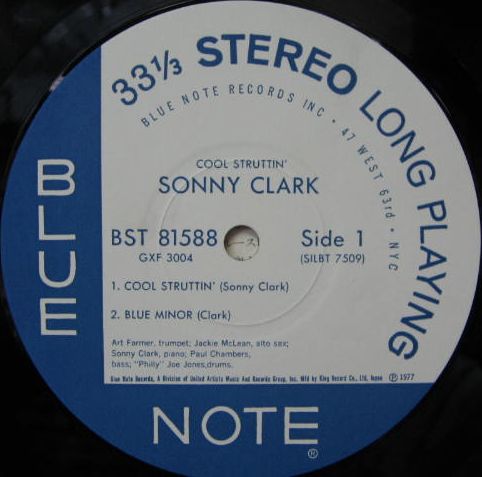 33⅓ STEREO LONG PLAYING
BLUE NOTE RECORDS INC • 47 WEST 63rd • NYC
BLUE
COOL STRUTTIN'
SONNY CLARK
BST 81588
GXF 3004
Side 1
(SILBT 7509)
1. COOL STRUTTIN' (Sonny Clark)
2. BLUE MINOR (Clark)
Art Farmer, trumpet; Jackie McLean, alto sax;
Sonny Clark, piano; Paul Chambers,
bass; "Philly" Joe Jones,drums.
Blue Note Records, A Division of United Artists Music And Records Group, Inc. Mfd by King Record Co., Ltd, Japan Ⓟ 1977
NOTE®